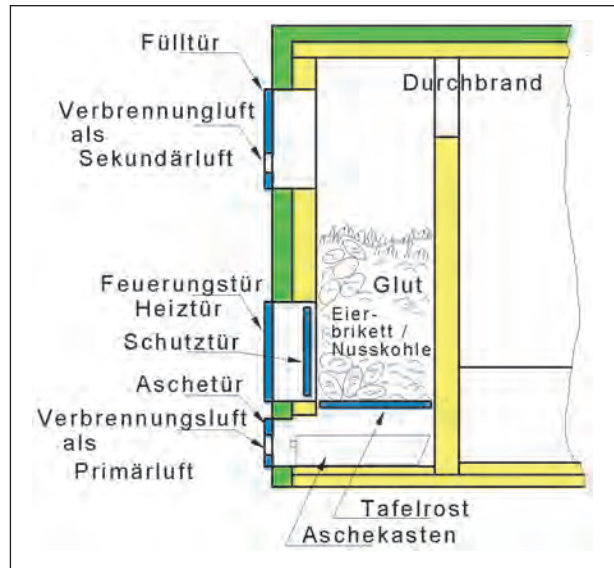 Fülltür
Durchbrand
Verbrennungluft
als
Sekundärluft
Feuerungstür
Heiztür
Glut
Eier-
brikett /
Nusskohle
Schutztür
Aschetür
Verbrennungsluft
als
Primärluft
Tafelrost
Aschekasten